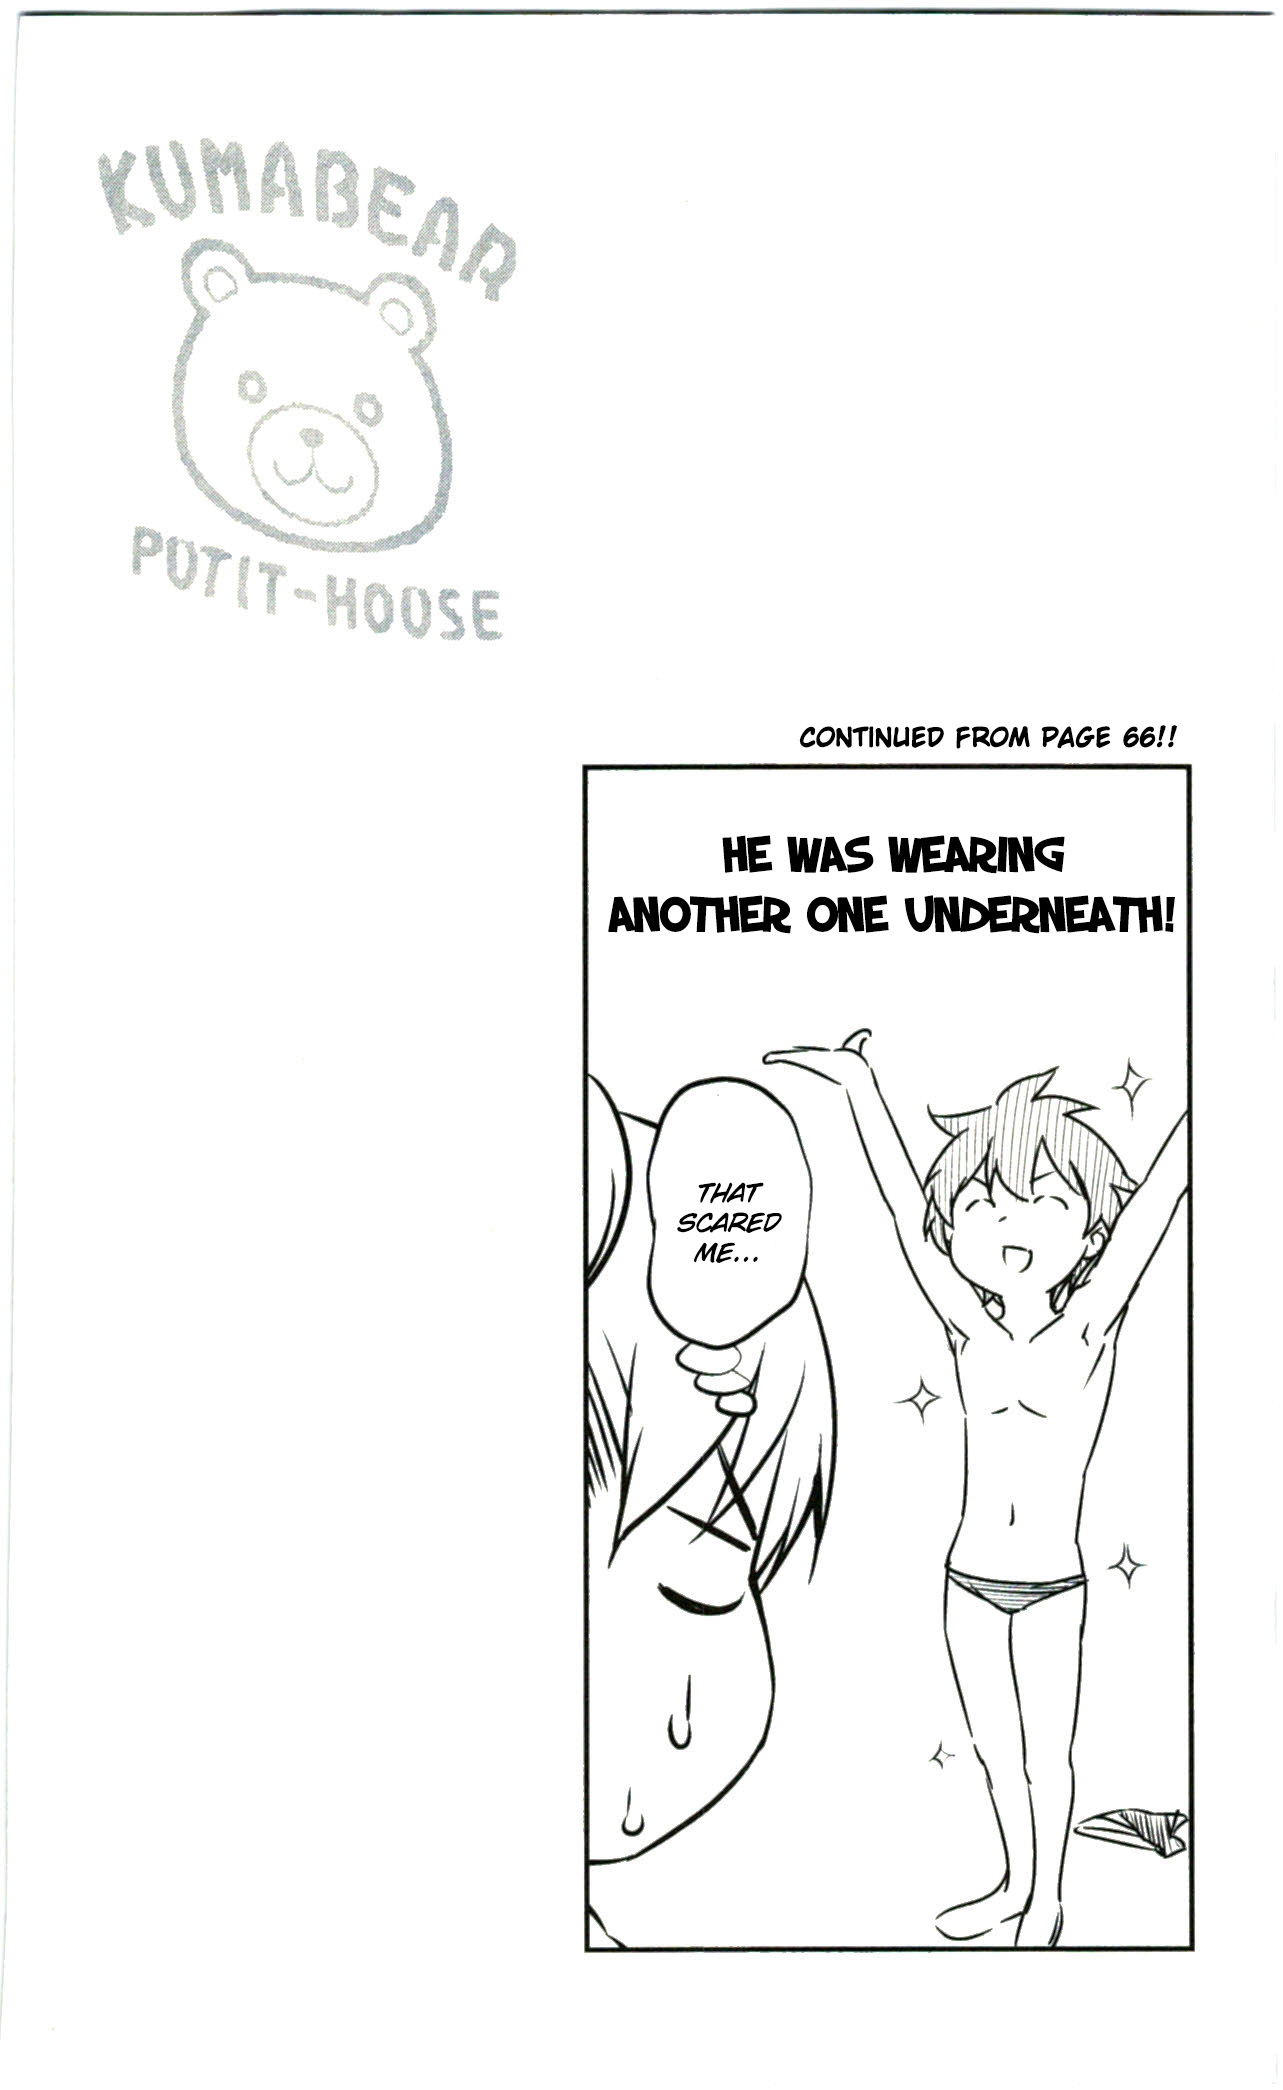 KUMABEAR
PUTIT-HOUSE
CONTINUED FROM PAGE 66!!
HE WAS WEARING
ANOTHER ONE UNDERNEATH!
THAT
SCARED
ME...